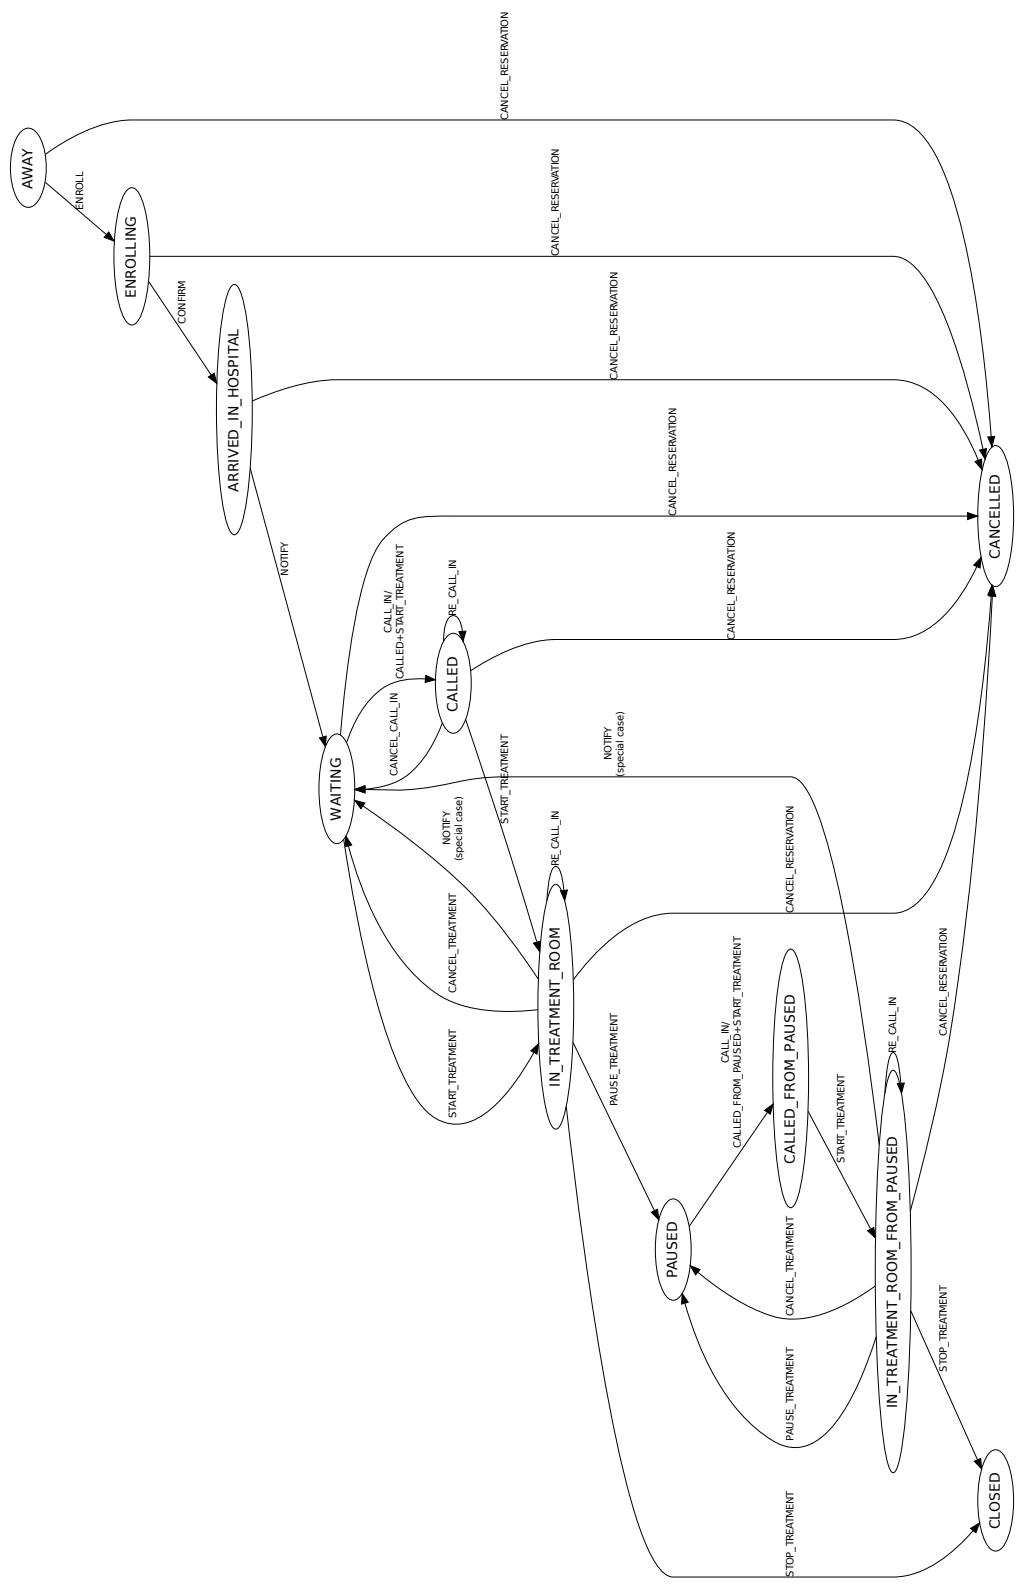 AWAY
ENROLL
CANCEL_RESERVATION
ENROLLING
CONFIRM
CANCEL_RESERVATION
ARRIVED_IN_HOSPITAL
NOTIFY
CANCEL_RESERVATION
WAITING
CALL_IN/
CALLED+START_TREATMENT
CANCEL_RESERVATION
CANCEL_CALL_IN
CALLED
RE_CALL_IN
CANCEL_RESERVATION
START_TREATMENT
NOTIFY
(special case)
NOTIFY
(special case)
CANCEL_TREATMENT
START_TREATMENT
IN_TREATMENT_ROOM
RE_CALL_IN
CANCEL_RESERVATION
PAUSE_TREATMENT
PAUSED
CALL_IN/
CALLED_FROM_PAUSED+START_TREATMENT
CALLED_FROM_PAUSED
START_TREATMENT
CANCEL_TREATMENT
PAUSE_TREATMENT
IN_TREATMENT_ROOM_FROM_PAUSED
RE_CALL_IN
CANCEL_RESERVATION
STOP_TREATMENT
STOP_TREATMENT
CANCELLED
CLOSED